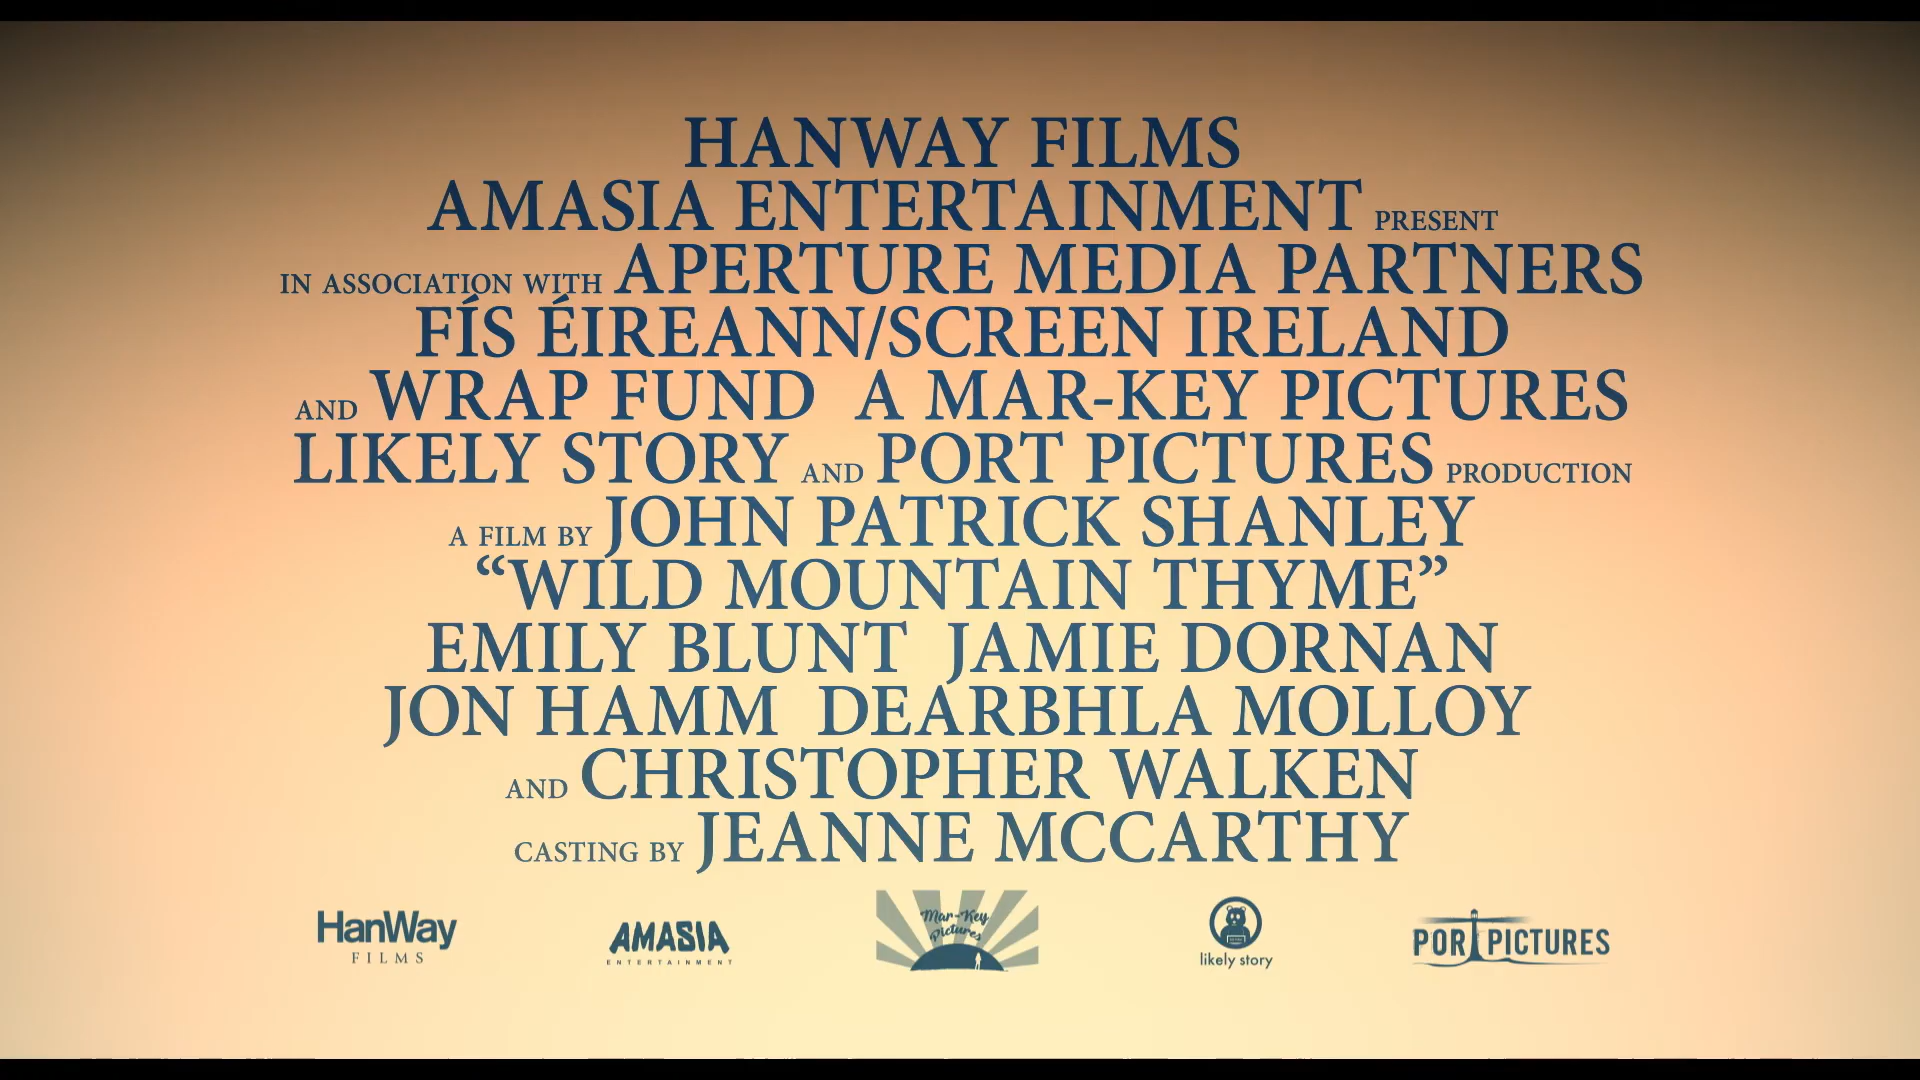 HANWAY FILMS
AMASIA ENTERTAINMENT PRESENT
IN ASSOCIATION WITH APERTURE MEDIA PARTNERS
FÍS ÉIREANN/SCREEN IRELAND
AND WRAP FUND A MAR-KEY PICTURES
LIKELY STORY AND PORT PICTURES PRODUCTION
A FILM BY JOHN PATRICK SHANLEY
“WILD MOUNTAIN THYME”
EMILY BLUNT JAMIE DORNAN
JON HAMM DEARBHLA MOLLOY
AND CHRISTOPHER WALKEN
CASTING BY JEANNE MCCARTHY
HanWay
FILMS
AMASIA
ENTERTAINMENT
Mar-Key
Pictures
likely story
PORT PICTURES